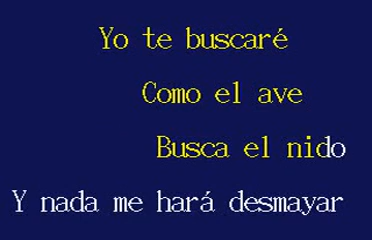 Yo te buscaré
Como el ave
Busca el nido
Y nada me hará desmayar